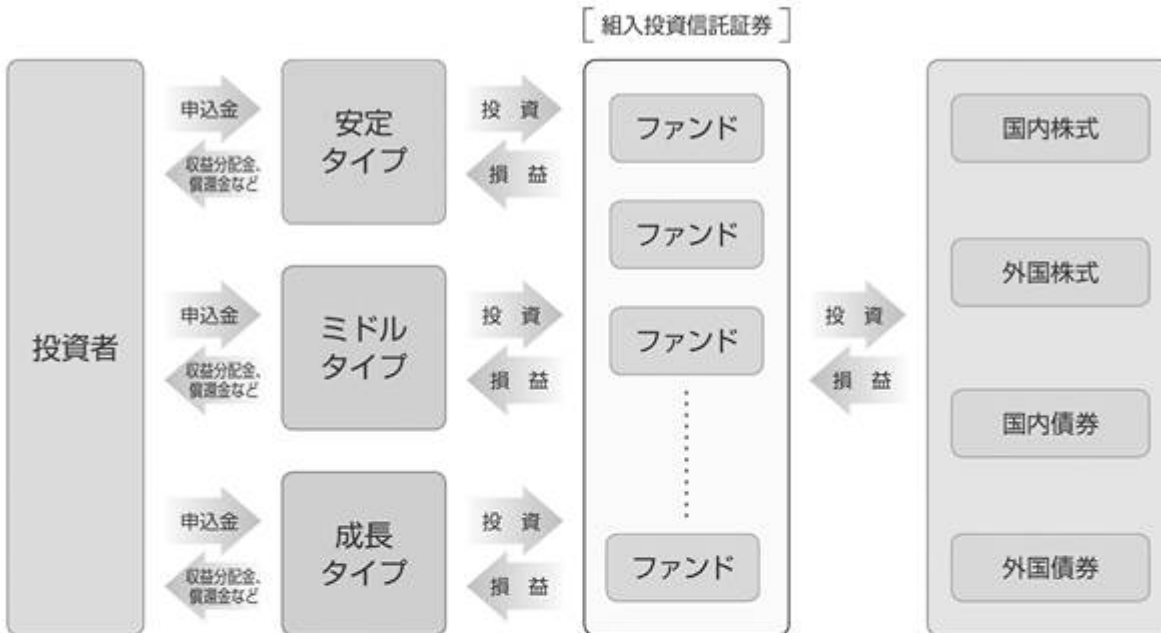 [組入投資信託証券]
投資者
申込金
収益分配金、
償還金など
安定
タイプ
投 資
損 益
申込金
収益分配金、
償還金など
ミドル
タイプ
投 資
損 益
申込金
収益分配金、
償還金など
成長
タイプ
投 資
損 益
ファンド
ファンド
ファンド
ファンド
投 資
損 益
国内株式
外国株式
国内債券
外国債券